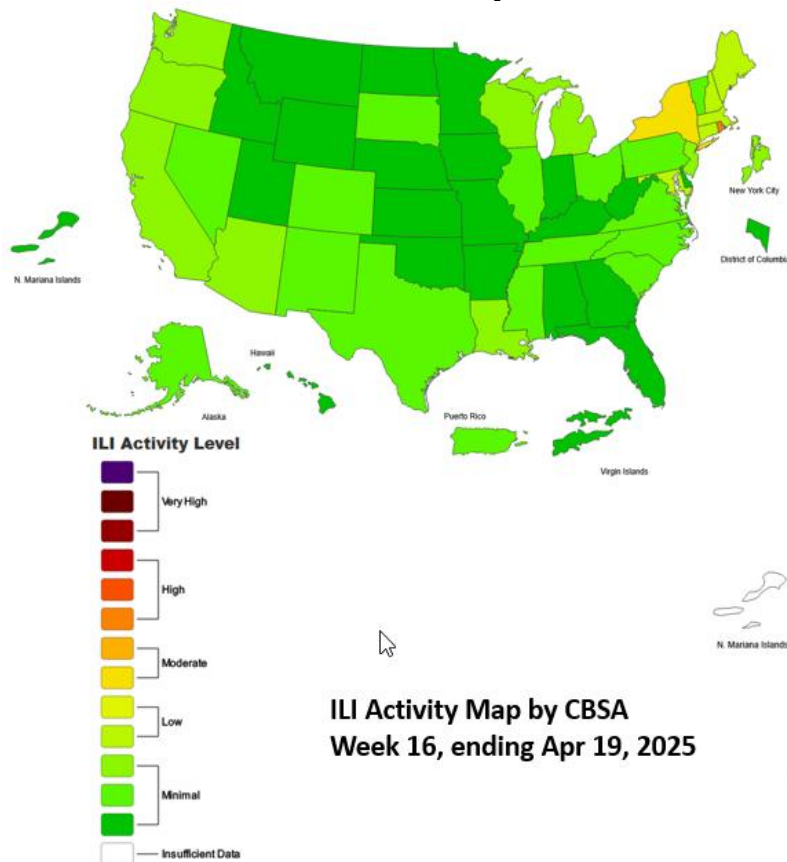 New York City
District of Columbia
N. Mariana Islands
Hawaii
Alaska
Puerto Rico
Virgin Islands
ILI Activity Level
Very High
High
Moderate
Low
Minimal
Insufficient Data
N. Mariana Islands
ILI Activity Map by CBSA
Week 16, ending Apr 19, 2025